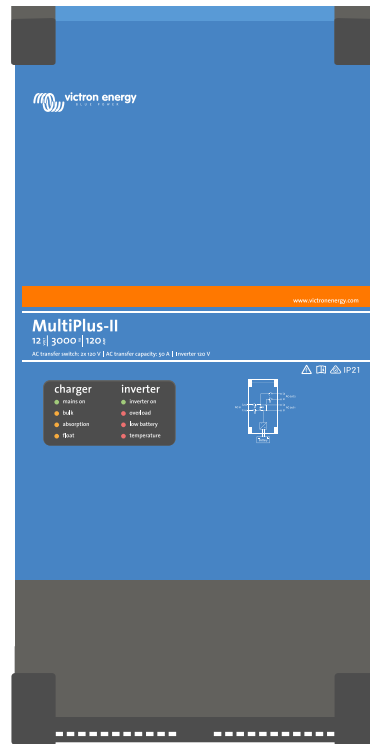 victron energy
BLUE POWER
www.victronenergy.com
MultiPlus-II
12 | 3000 | 120
AC transfer switch: 2x 120 V | AC transfer capacity: 50 A | Inverter 120 V
IP21
charger inverter
mains on inverter on
bulk overload
absorption low battery
float temperature